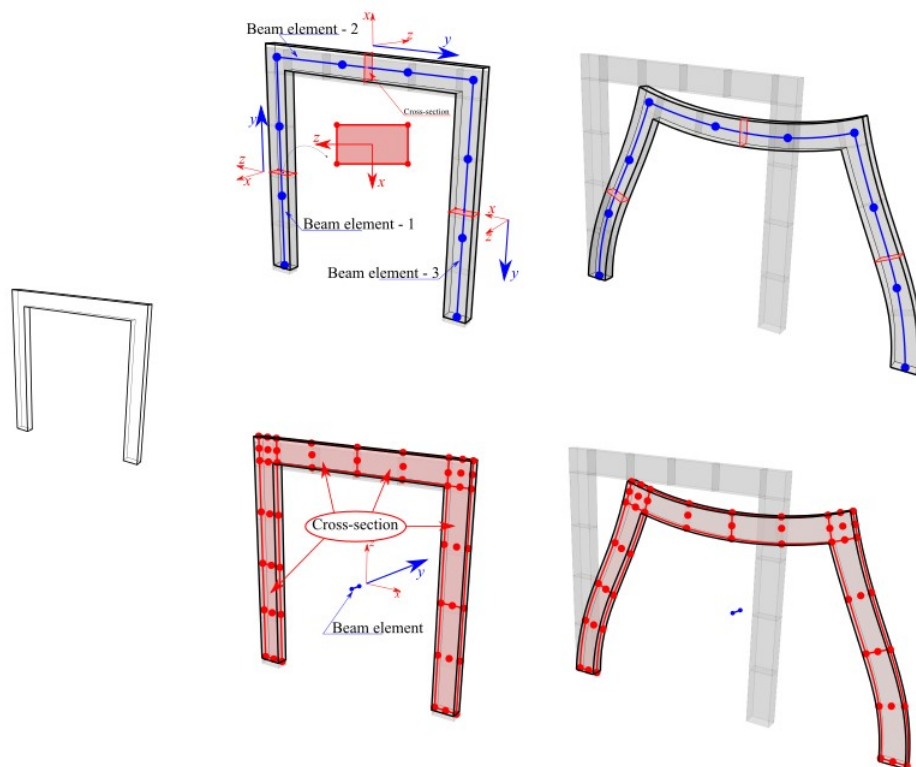 Beam element - 2
x
z
y
Cross-section
y
z
x
z
x
Beam element - 1
x
z
y
Beam element - 3
Cross-section
z
y
x
Beam element